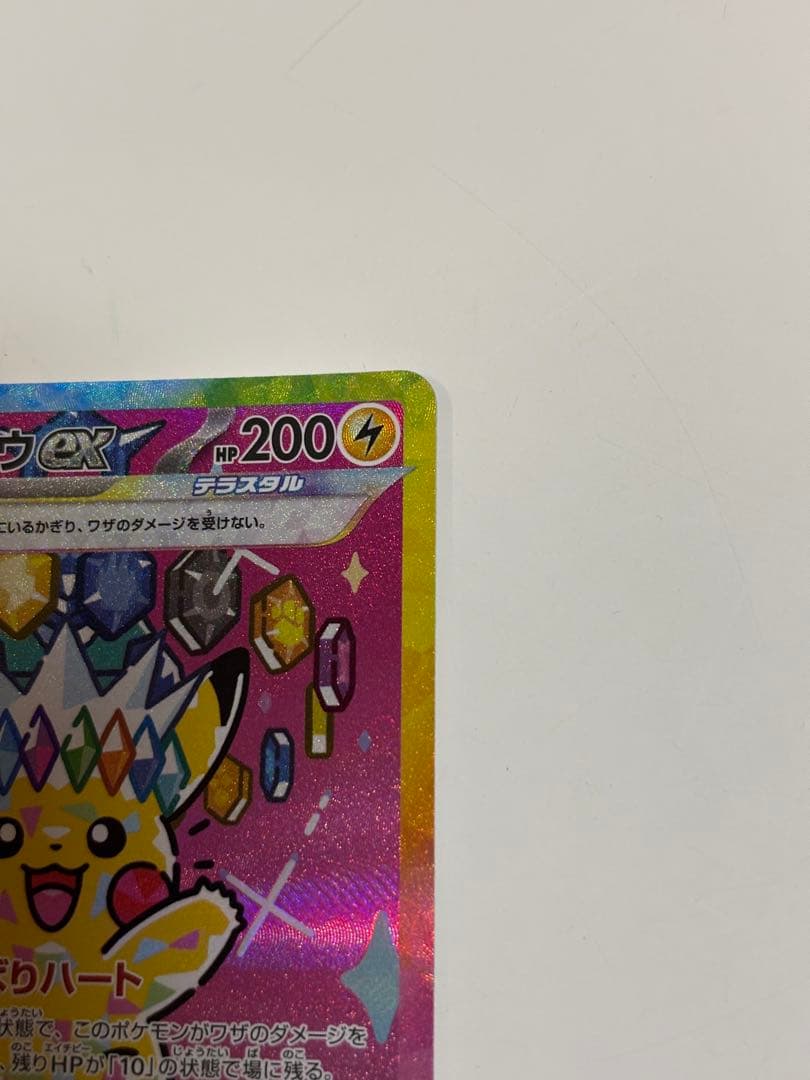 ウex HP200
テラスタル
いるかぎり、ワザのダメージを受けない。
りハート
状態で、このポケモンがワザのダメージを
、残りHPが「10」の状態で場に残る。